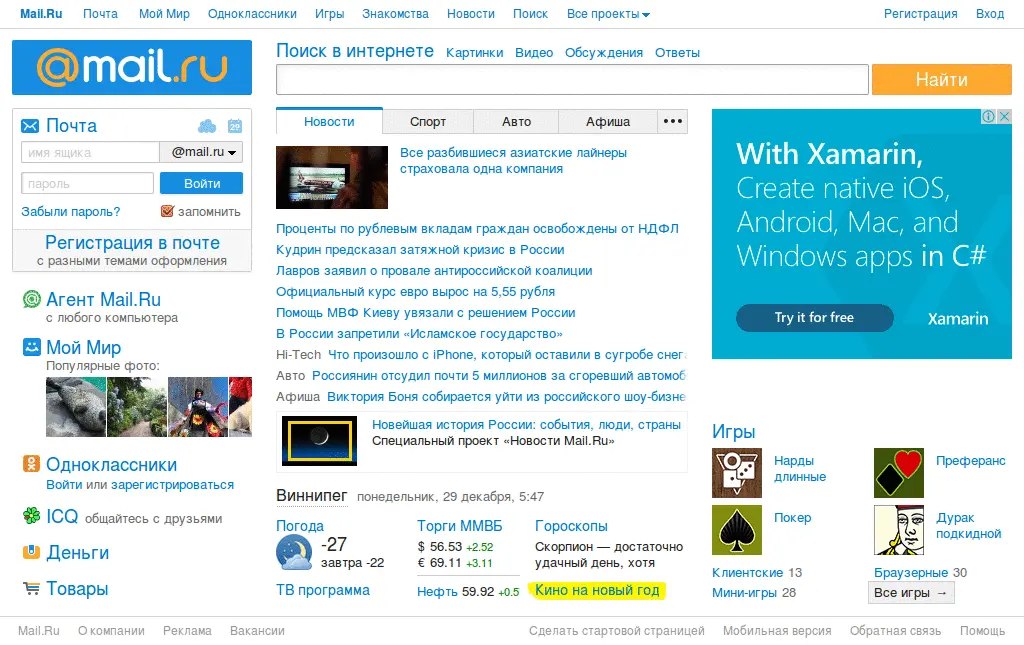 Mail.Ru Почта Мой Мир Одноклассники Игры Знакомства Новости Поиск Все проекты Регистрация Вход
@mail.ru
Поиск в интернете Картинки Видео Обсуждения Ответы
Найти
Почта 29
имя ящика @mail.ru
пароль Войти
Забыли пароль? запомнить
Регистрация в почте
с разными темами оформления
Агент Mail.Ru
с любого компьютера
Мой Мир
Популярные фото:
Одноклассники
Войти или зарегистрироваться
ICQ общайтесь с друзьями
Деньги
Товары
Новости Спорт Авто Афиша •••
Все разбившиеся азиатские лайнеры
страховала одна компания
Проценты по рублевым вкладам граждан освобождены от НДФЛ
Кудрин предсказал затяжной кризис в России
Лавров заявил о провале антироссийской коалиции
Официальный курс евро вырос на 5,55 рубля
Помощь МВФ Киеву увязали с решением России
В России запретили «Исламское государство»
Hi-Tech Что произошло с iPhone, который оставили в сугробе снега
Авто Россиянин отсудил почти 5 миллионов за сгоревший автомоб
Афиша Виктория Боня собирается уйти из российского шоу-бизне
Новейшая история России: события, люди, страны
Специальный проект «Новости Mail.Ru»
Виннипег понедельник, 29 декабря, 5:47
Погода
-27
завтра -22
ТВ программа
Торги ММВБ
$ 56.53 +2.52
€ 69.11 +3.11
Нефть 59.92 +0.5
Гороскопы
Скорпион — достаточно
удачный день, хотя
Кино на новый год
With Xamarin,
Create native iOS,
Android, Mac, and
Windows apps in C#
Try it for free Xamarin
Игры
Нарды
длинные
Преферанс
Покер
Дурак
подкидной
Клиентские 13 Браузерные 30
Мини-игры 28 Все игры →
Mail.Ru О компании Реклама Вакансии Сделать стартовой страницей Мобильная версия Обратная связь Помощь